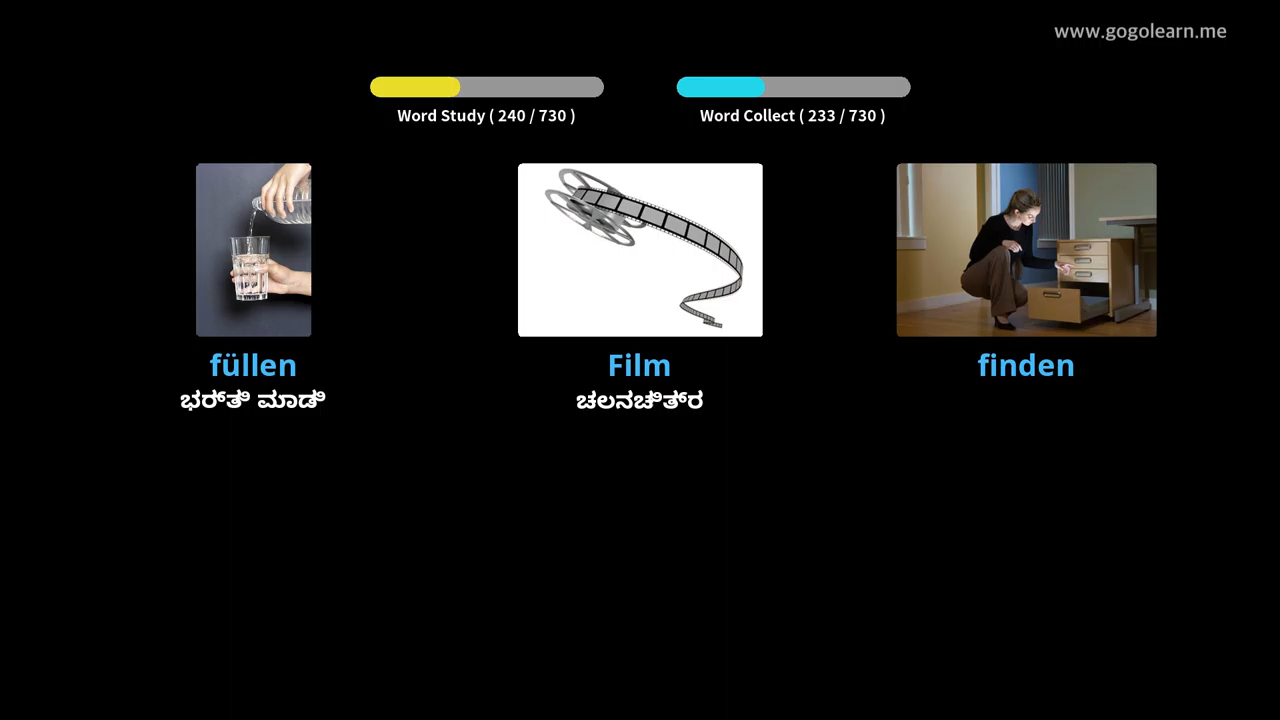 www.gogolearn.me
Word Study ( 240 / 730 )
Word Collect ( 233 / 730 )
füllen
Film
finden
ಭರ್ತಿ ಮಾಡಿ
ಚಲನಚಿತ್ರ